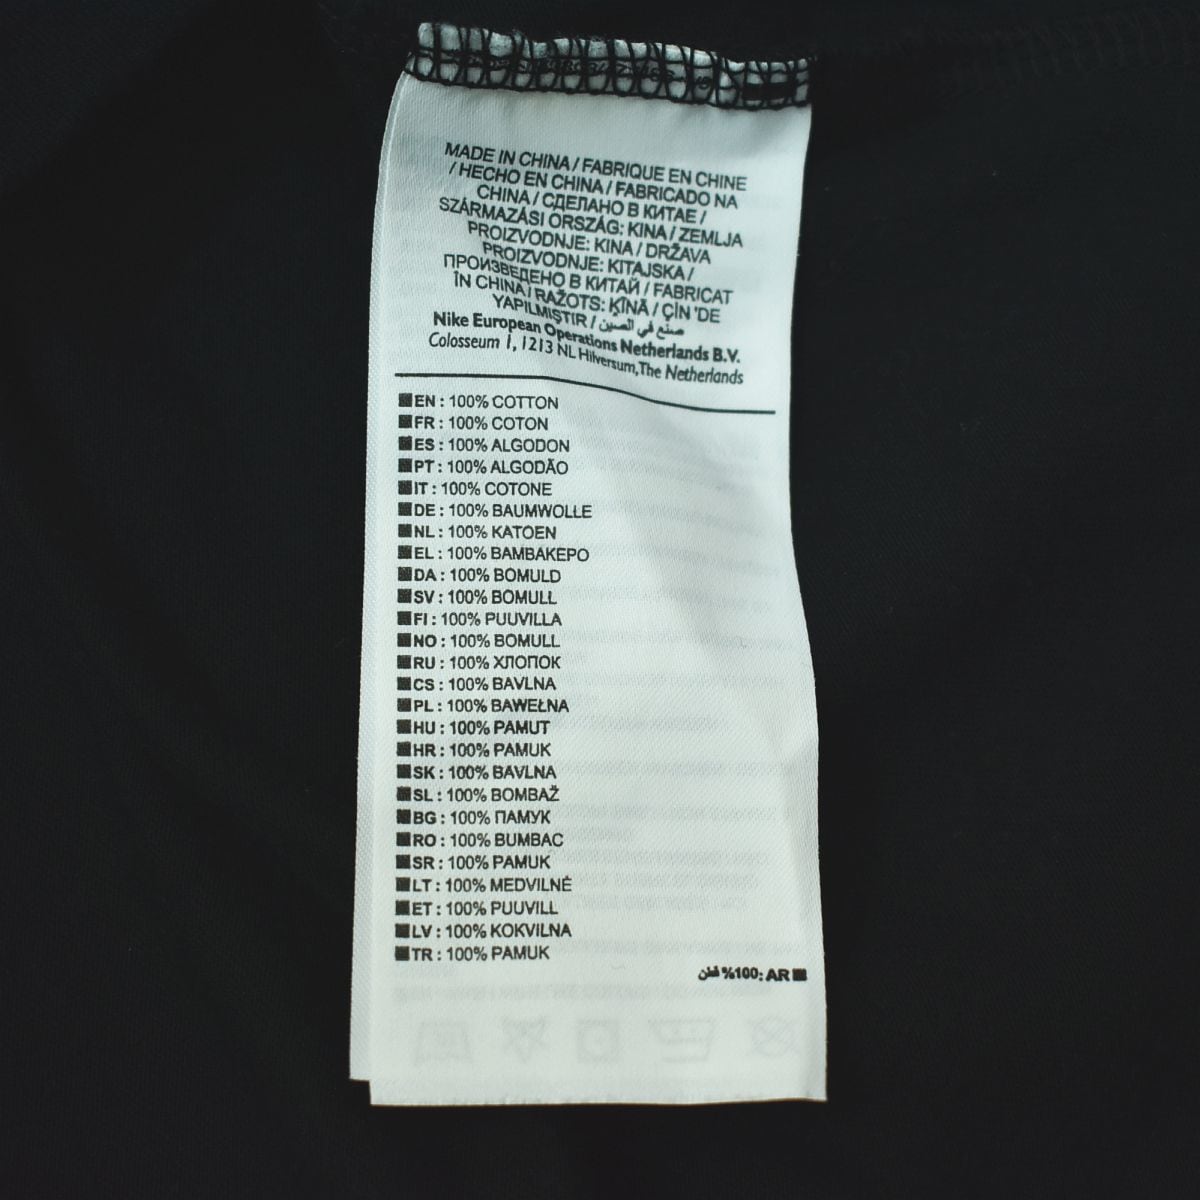 MADE IN CHINA / FABRIQUE EN CHINE
/ HECHO EN CHINA / FABRICADO NA
CHINA / СДЕЛАНО В КИТАЕ /
SZÁRMAZÁSI ORSZÁG: KINA / ZEMLJA
PROIZVODNJE: KINA / DRŽAVA
PROIZVODNJE: KITAJSKA /
ПРОИЗВЕДЕНО В КИТАЙ / FABRICAT
ÎN CHINA / RAŽOTS: ĶĪNĀ / ÇİN 'DE
YAPILMIŞTIR / صنع في الصين
Nike European Operations Netherlands B.V.
Colosseum 1, 1213 NL Hilversum, The Netherlands
EN : 100% COTTON
FR : 100% COTON
ES : 100% ALGODON
PT : 100% ALGODÃO
IT : 100% COTONE
DE : 100% BAUMWOLLE
NL : 100% KATOEN
EL : 100% ΒΑΜΒΑΚΕΡΟ
DA : 100% BOMULD
SV : 100% BOMULL
FI : 100% PUUVILLA
NO : 100% BOMULL
RU : 100% ХЛОПОК
CS : 100% BAVLNA
PL : 100% BAWEŁNA
HU : 100% PAMUT
HR : 100% PAMUK
SK : 100% BAVLNA
SL : 100% BOMBAŽ
BG : 100% ПАМУК
RO : 100% BUMBAC
SR : 100% PAMUK
LT : 100% MEDVILNĖ
ET : 100% PUUVILL
LV : 100% KOKVILNA
TR : 100% PAMUK
AR :100% قطن